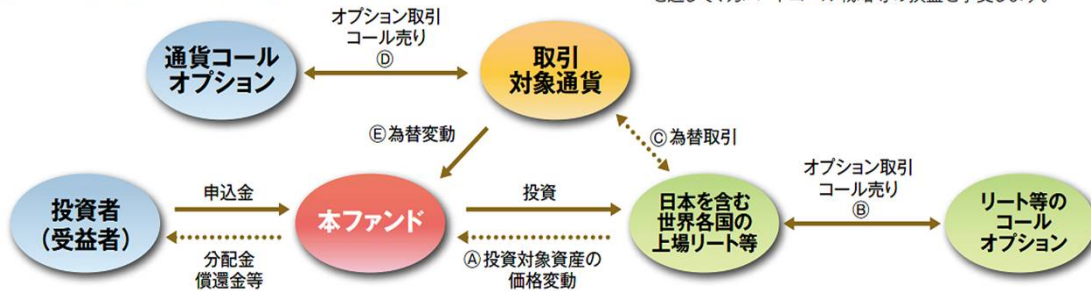 オプション取引
コール売り
Ⓓ
通貨コール
オプション
取引
対象通貨
Ⓔ為替変動
Ⓒ為替取引
オプション取引
コール売り
Ⓑ
投資者
(受益者)
申込金
分配金
償還金等
本ファンド
投資
Ⓐ投資対象資産の
価格変動
日本を含む
世界各国の
上場リート等
リート等の
コール
オプション